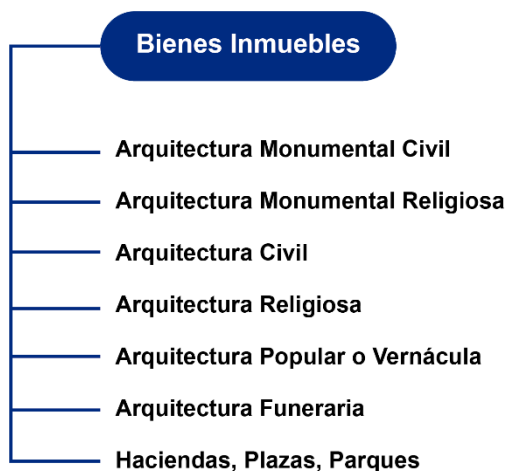 Bienes Inmuebles
Arquitectura Monumental Civil
Arquitectura Monumental Religiosa
Arquitectura Civil
Arquitectura Religiosa
Arquitectura Popular o Vernácula
Arquitectura Funeraria
Haciendas, Plazas, Parques